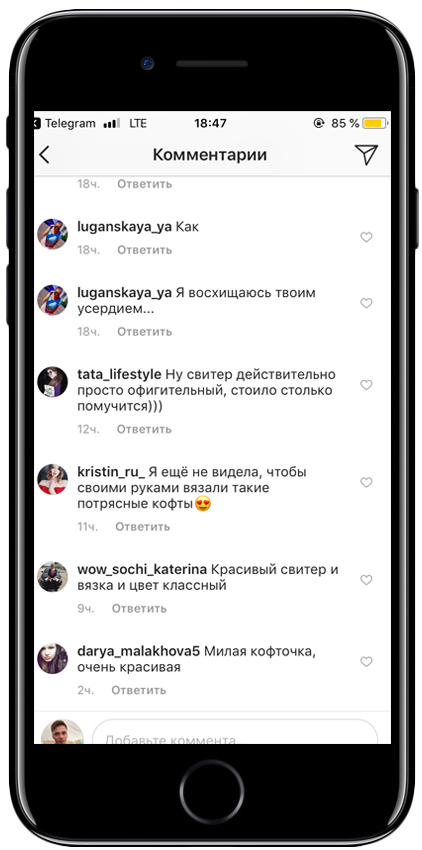 Telegram LTE 18:47 85 %
Комментарии
18ч. Ответить
luganskaya_ya Как
18ч. Ответить
luganskaya_ya Я восхищаюсь твоим
усердием...
18ч. Ответить
tata_lifestyle Ну свитер действительно
просто офигительный, стоило столько
помучится)))
12ч. Ответить
kristin_ru_ Я ещё не видела, чтобы
своими руками вязали такие
потрясные кофты😍
11ч. Ответить
wow_sochi_katerina Красивый свитер и
вязка и цвет классный
9ч. Ответить
darya_malakhova5 Милая кофточка,
очень красивая
2ч. Ответить
Добавьте коммента